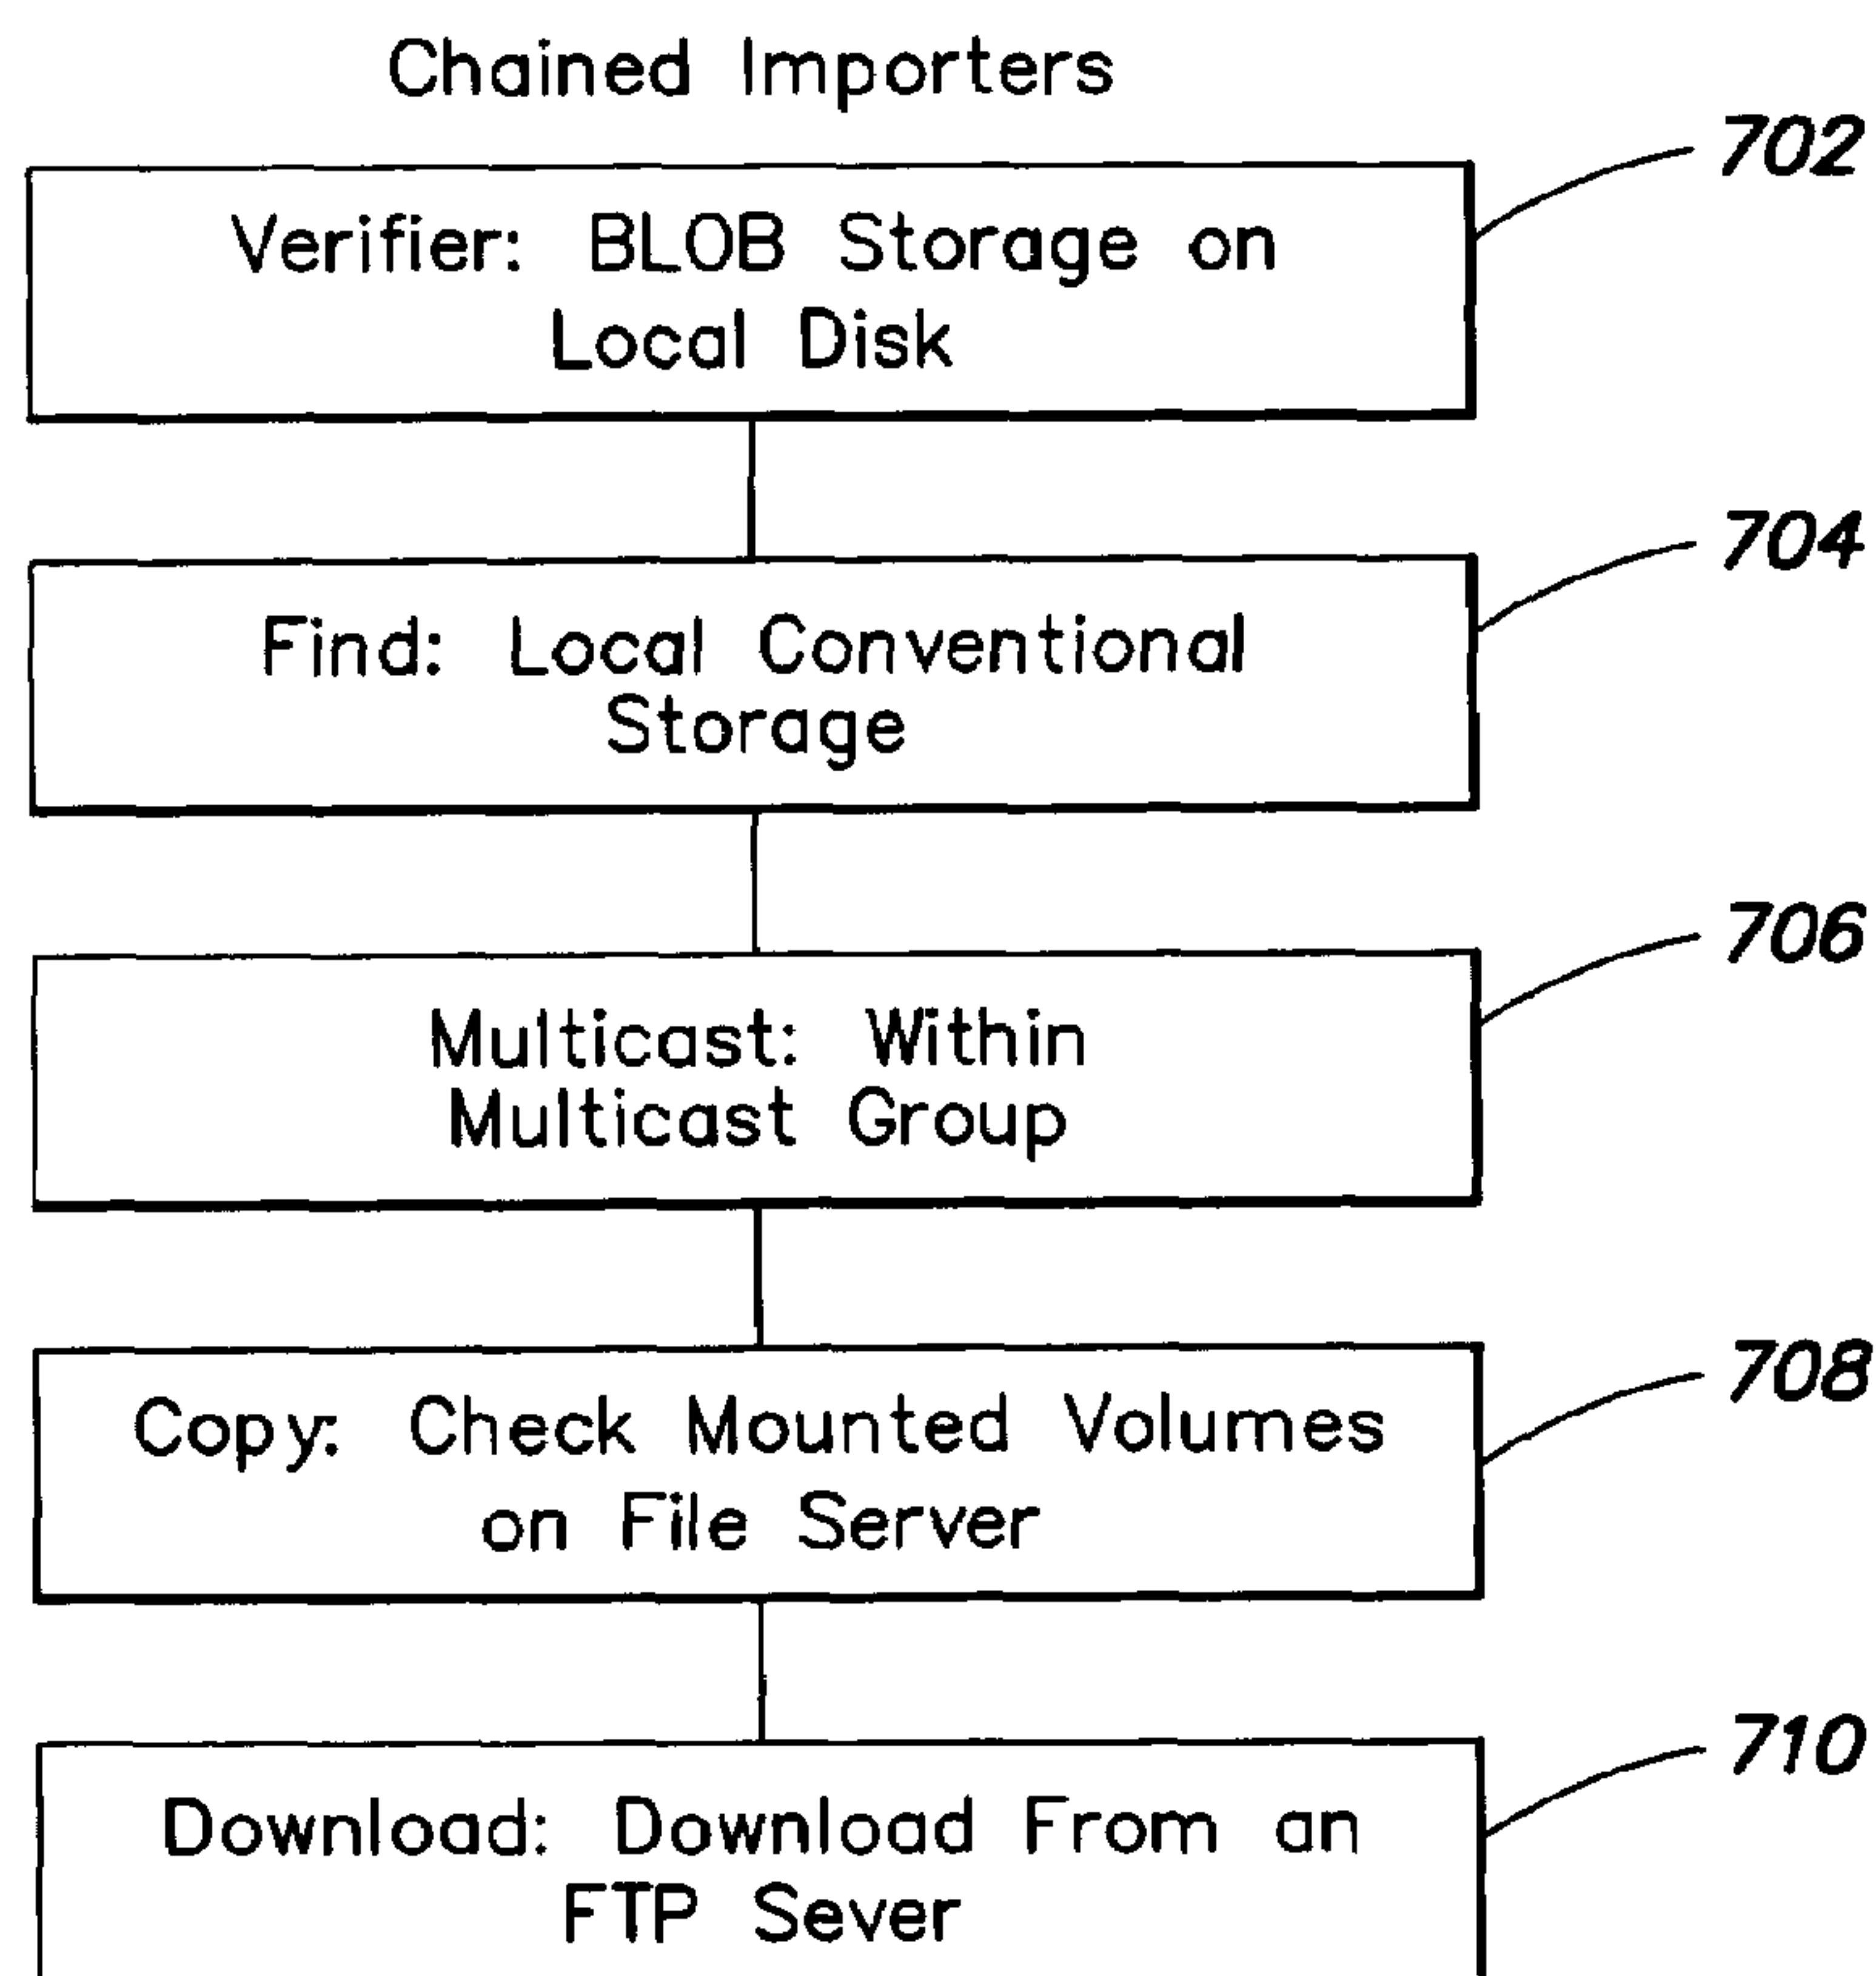 Chained Importers
702
Verifier: BLOB Storage on
Local Disk
704
Find: Local Conventional
Storage
706
Multicast: Within
Multicast Group
708
Copy: Check Mounted Volumes
on File Server
710
Download: Download From an
FTP Sever